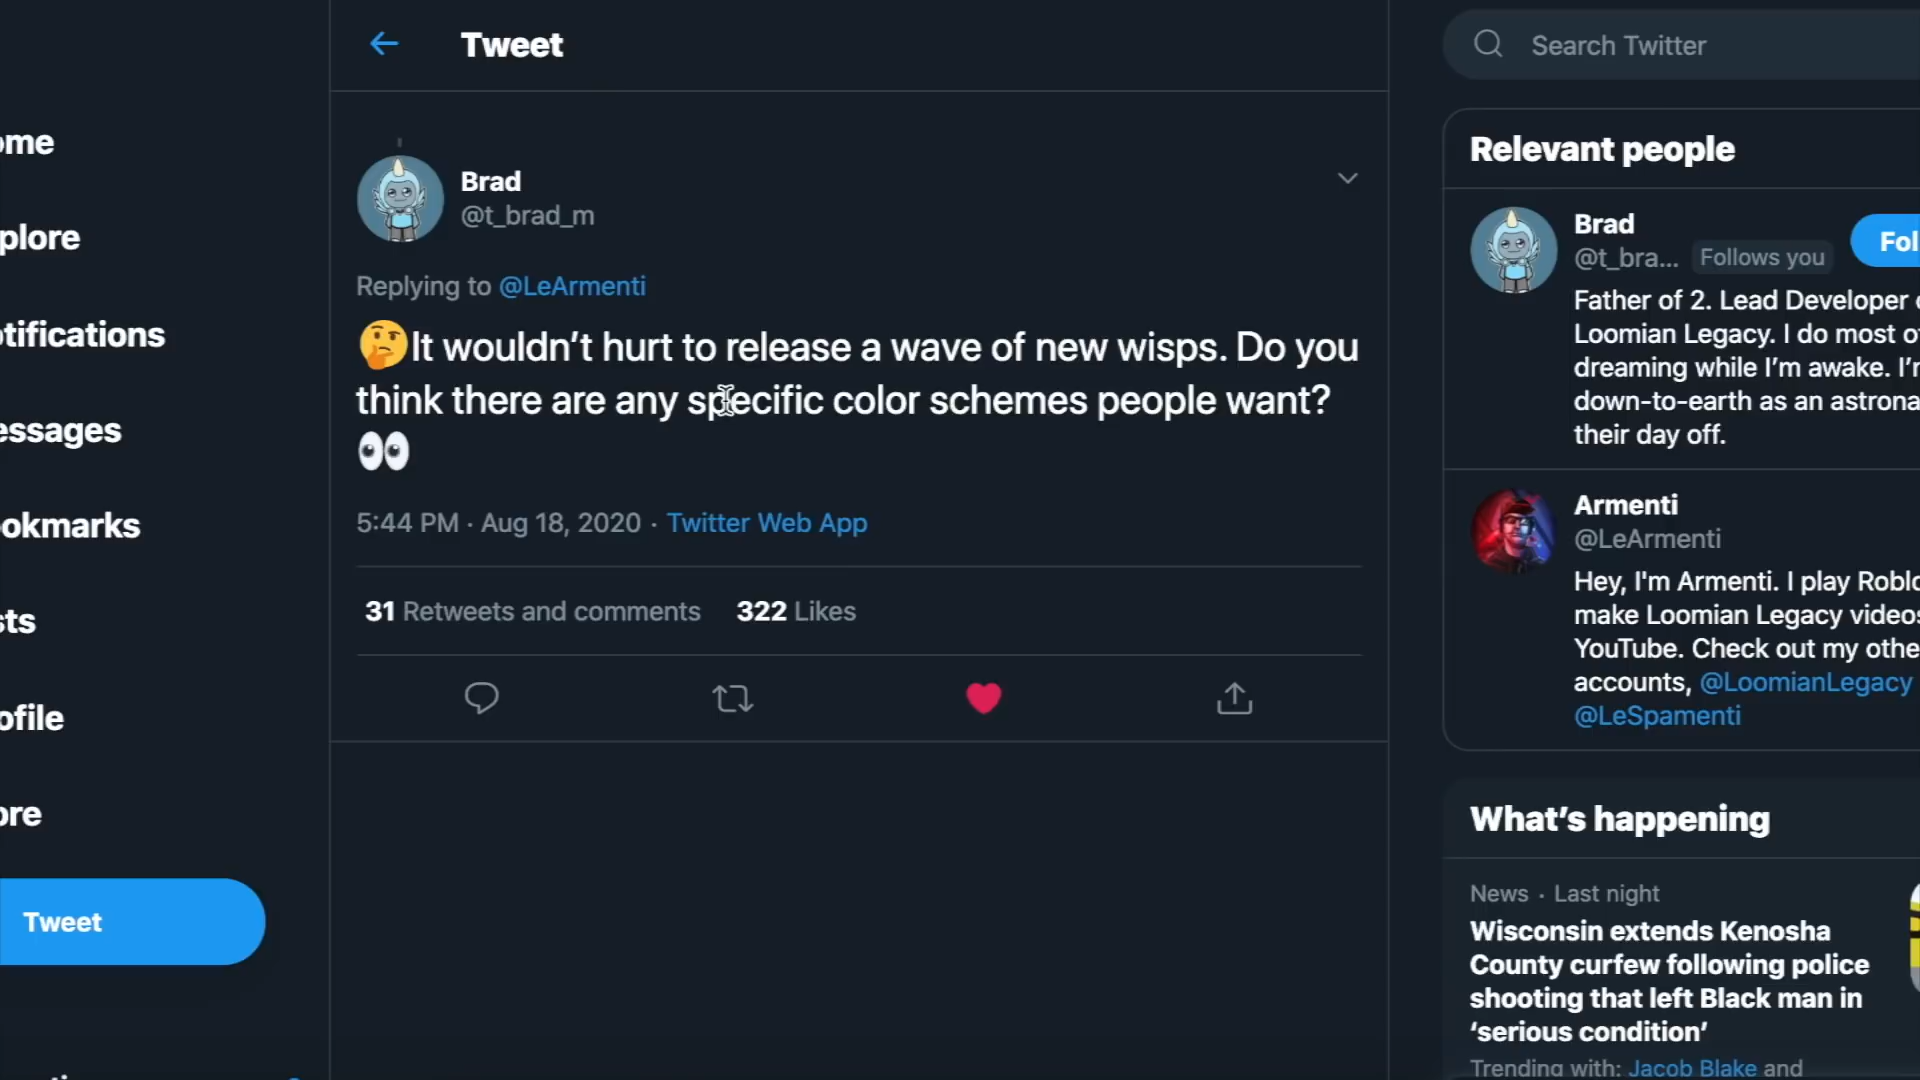 Tweet
Search Twitter
ome
plore
otifications
essages
okmarks
sts
ofile
ore
Tweet
Brad
@t_brad_m
Replying to @LeArmenti
🤔It wouldn’t hurt to release a wave of new wisps. Do you
think there are any specific color schemes people want?
👀
5:44 PM · Aug 18, 2020 · Twitter Web App
31 Retweets and comments 322 Likes
Relevant people
Brad
@t_bra... Follows you
Fol
Father of 2. Lead Developer
Loomian Legacy. I do most o
dreaming while I’m awake. I’
down-to-earth as an astrona
their day off.
Armenti
@LeArmenti
Hey, I'm Armenti. I play Roblo
make Loomian Legacy videos
YouTube. Check out my othe
accounts, @LoomianLegacy
@LeSpamenti
What’s happening
News · Last night
Wisconsin extends Kenosha
County curfew following police
shooting that left Black man in
‘serious condition’
Trending with: Jacob Blake and